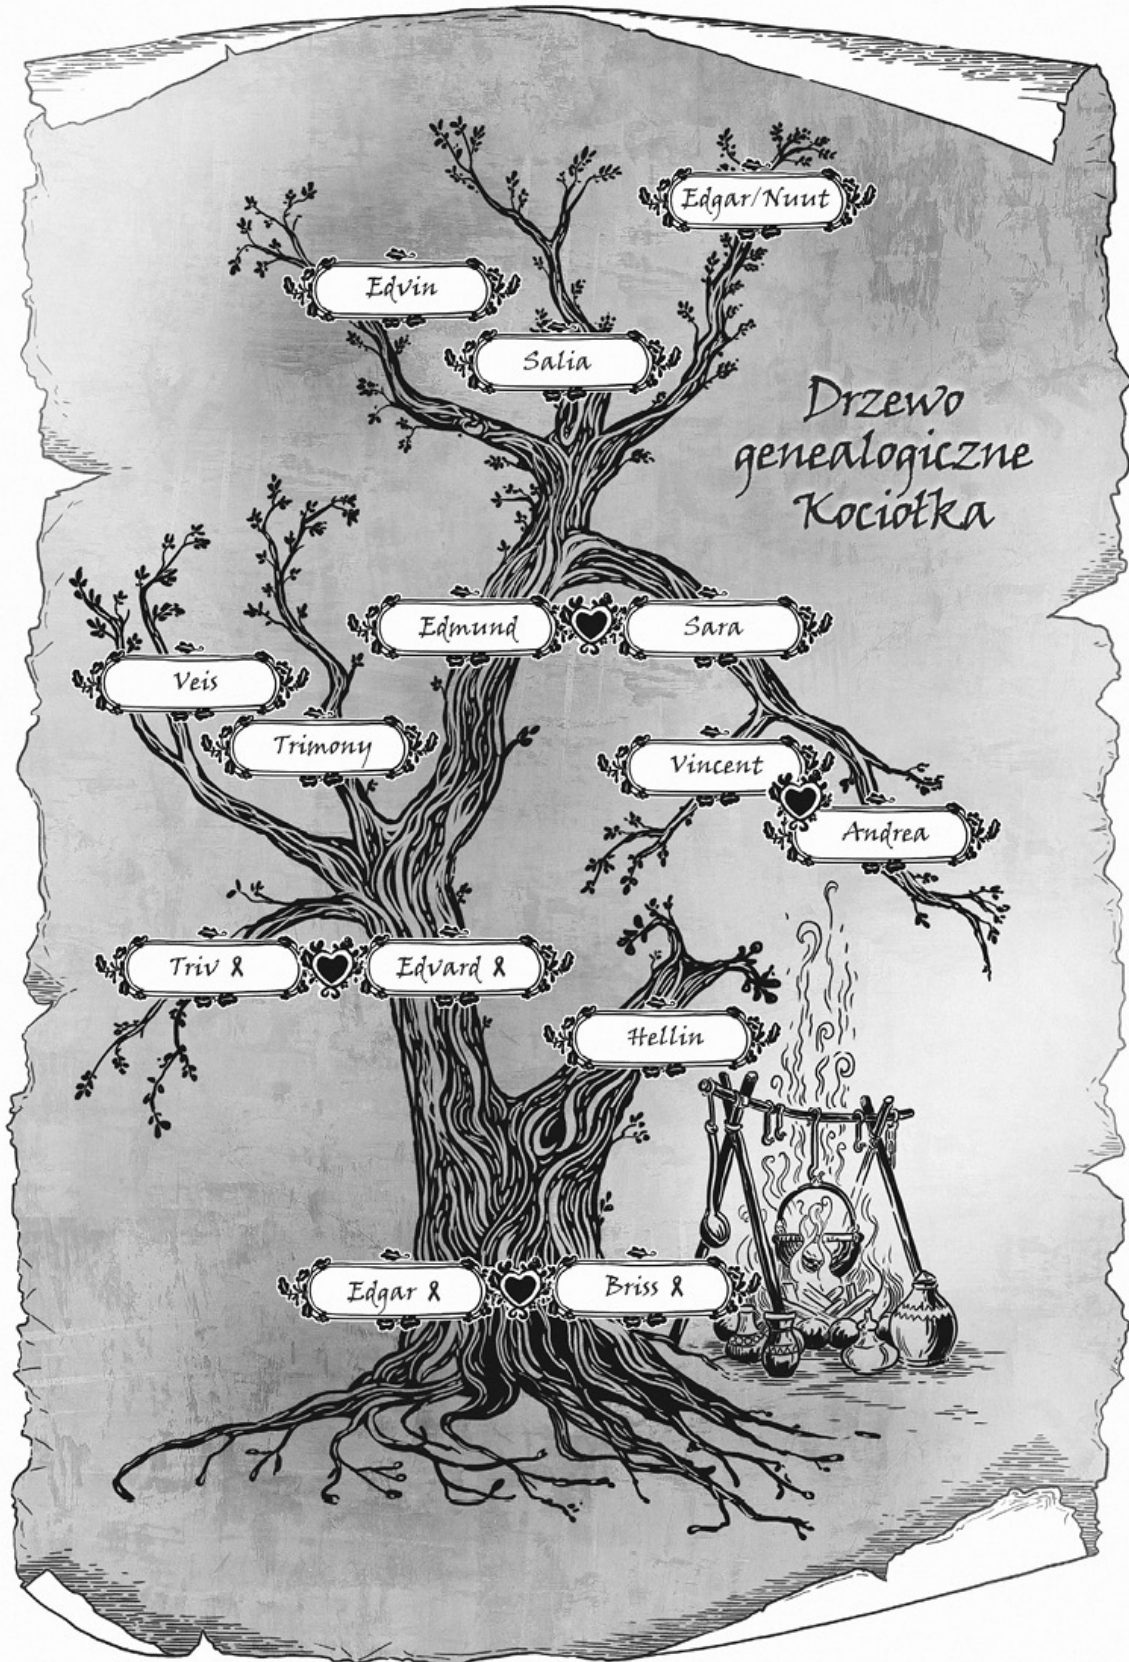 Edgar/Nuut
Edvin
Salia
Drzewo
genealogiczne
Kociołka
Edmund
Sara
Veis
Trimony
Vincent
Andrea
Triv
Edvard
Hellin
Edgar
Briss